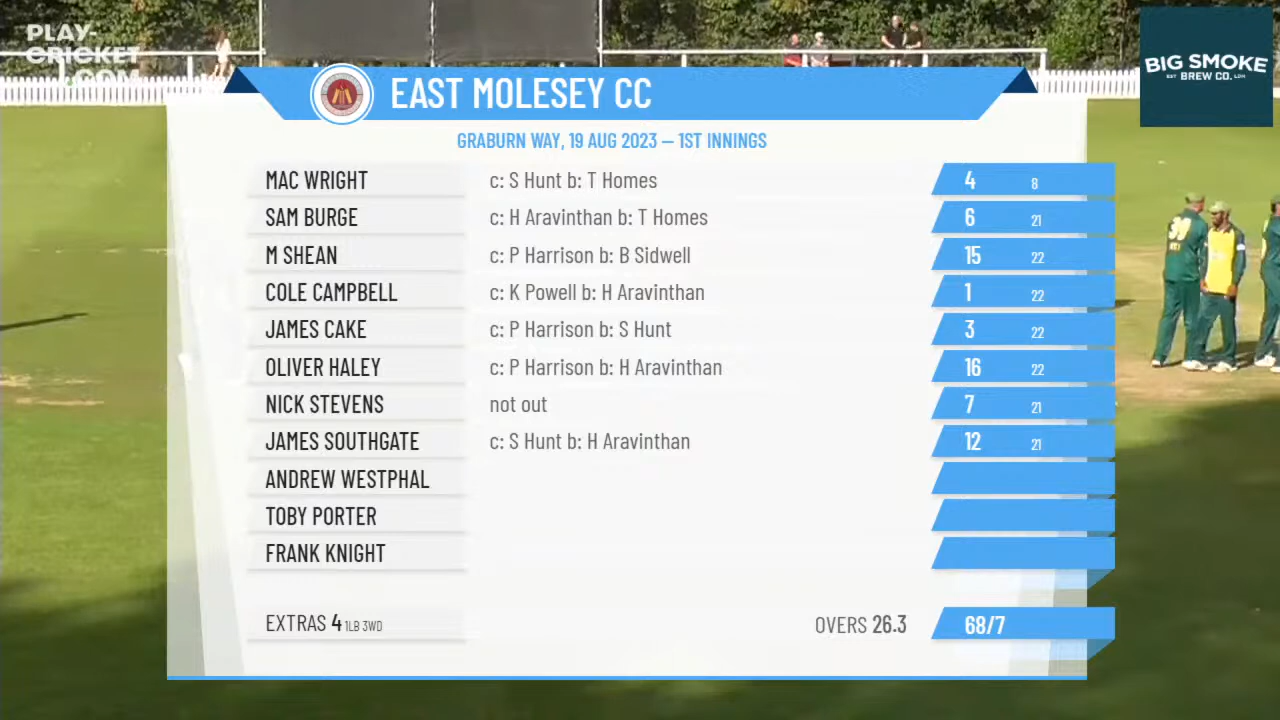 PLAY-
CRICKET
.COM
BIG SMOKE
EST BREW CO. LDN
EAST MOLESEY CC
GRABURN WAY, 19 AUG 2023 – 1ST INNINGS
MAC WRIGHT c: S Hunt b: T Homes 4 8
SAM BURGE c: H Aravinthan b: T Homes 6 21
M SHEAN c: P Harrison b: B Sidwell 15 22
COLE CAMPBELL c: K Powell b: H Aravinthan 1 22
JAMES CAKE c: P Harrison b: S Hunt 3 22
OLIVER HALEY c: P Harrison b: H Aravinthan 16 22
NICK STEVENS not out 7 21
JAMES SOUTHGATE c: S Hunt b: H Aravinthan 12 21
ANDREW WESTPHAL
TOBY PORTER
FRANK KNIGHT
EXTRAS 4 1LB 3WD OVERS 26.3 68/7